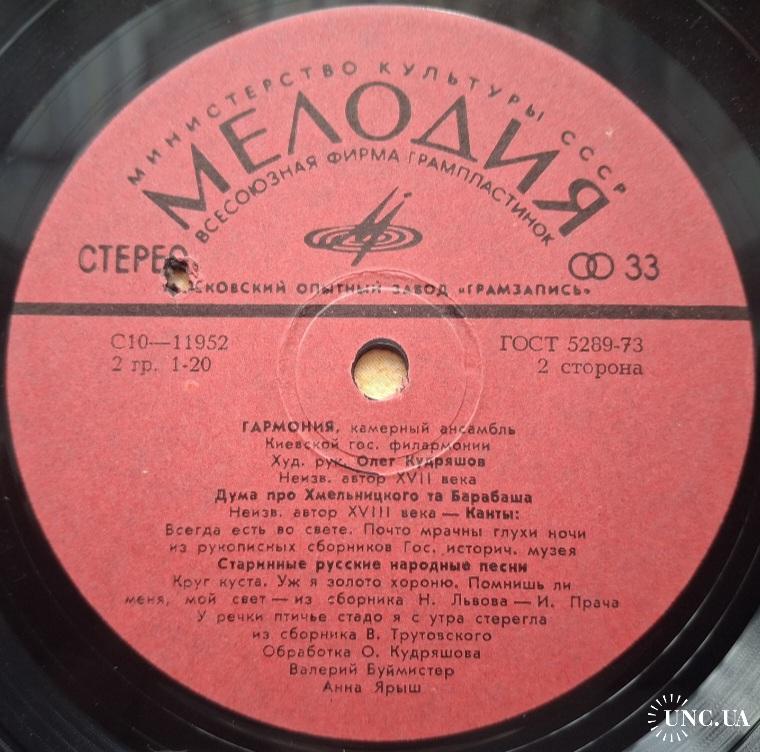 МИНИСТЕРСТВО КУЛЬТУРЫ СССР
МЕЛОДИЯ
ВСЕСОЮЗНАЯ ФИРМА ГРАМПЛАСТИНОК
СТЕРЕО 33
МОСКОВСКИЙ ОПЫТНЫЙ ЗАВОД «ГРАМЗАПИСЬ»
С10—11952 ГОСТ 5289-73
2 гр. 1-20 2 сторона
ГАРМОНИЯ, камерный ансамбль
Киевской гос. филармонии
Худ. рук. Олег Кудряшов
Неизв. автор XVII века
Дума про Хмельницкого та Барабаша
Неизв. автор XVIII века — Канты:
Всегда есть во свете. Почто мрачны глухи ночи
из рукописных сборников Гос. историч. музея
Старинные русские народные песни
Круг куста. Уж я золото хороню. Помнишь ли
меня, мой свет — из сборника Н. Львова — И. Прача
У речки птичье стадо я с утра стерегла
из сборника В. Трутовского
Обработка О. Кудряшова
Валерий Буймистер
Анна Ярыш
UNC.UA